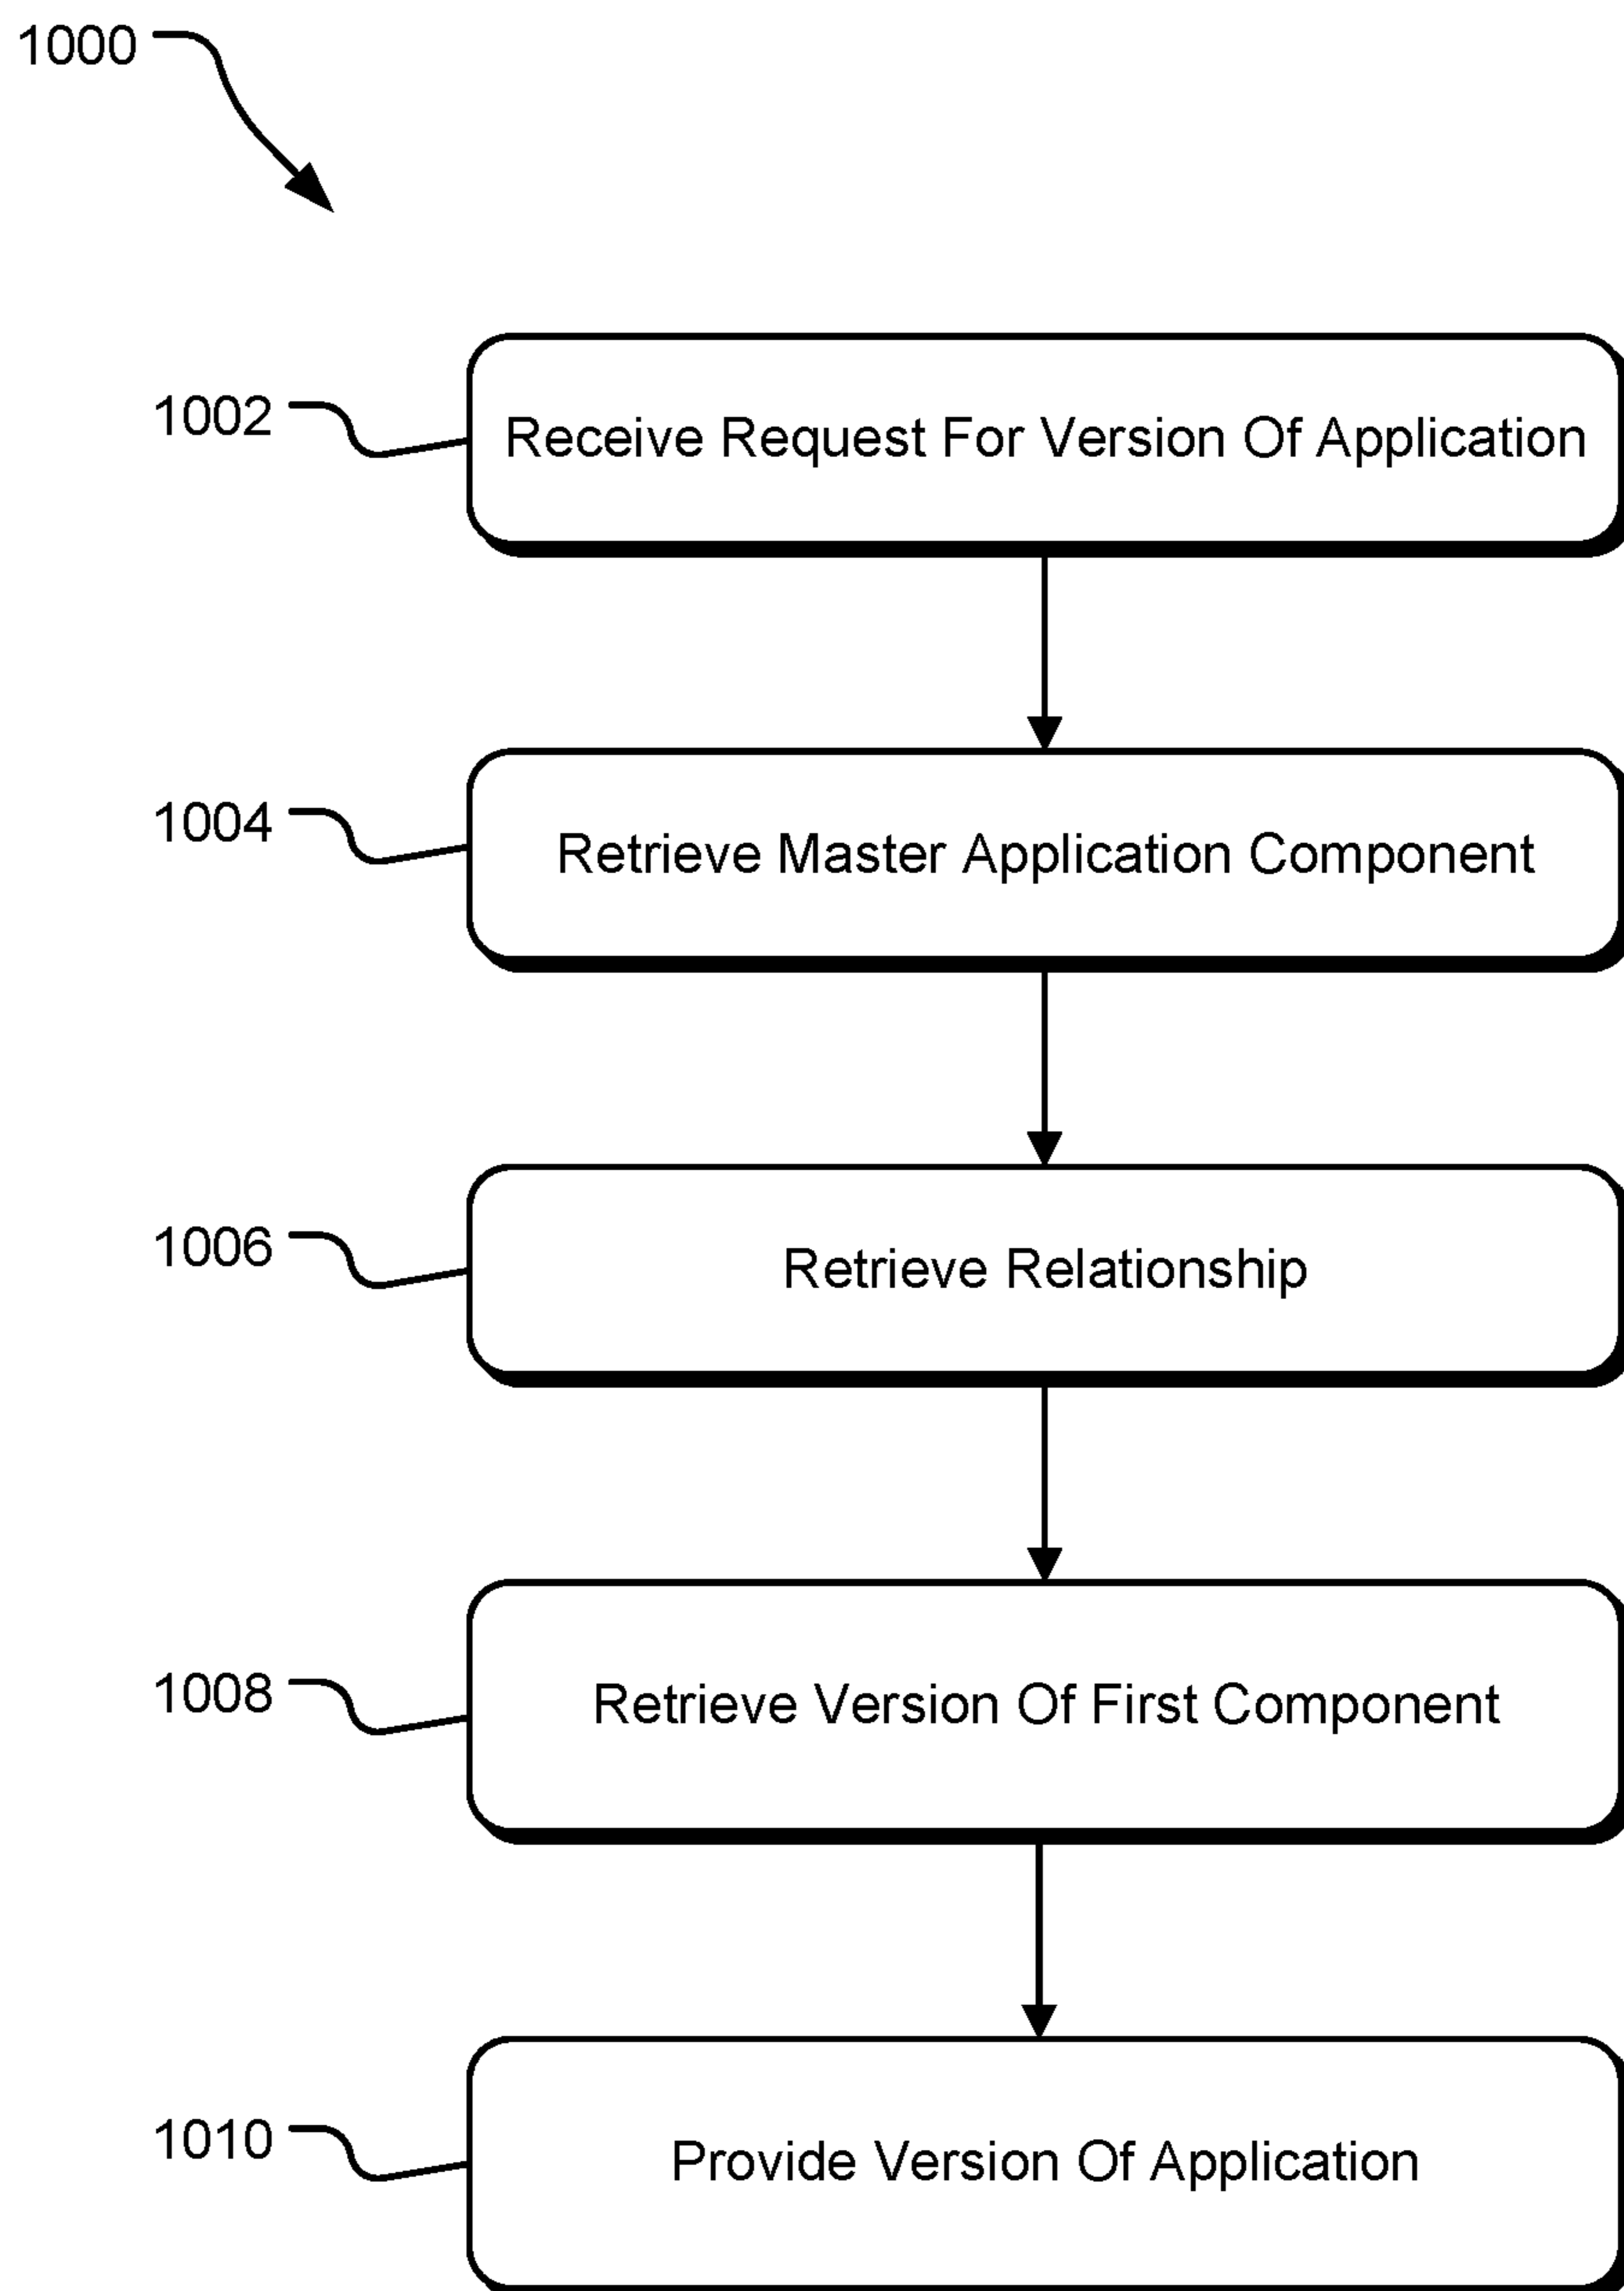 1000
1002
Receive Request For Version Of Application
1004
Retrieve Master Application Component
1006
Retrieve Relationship
1008
Retrieve Version Of First Component
1010
Provide Version Of Application